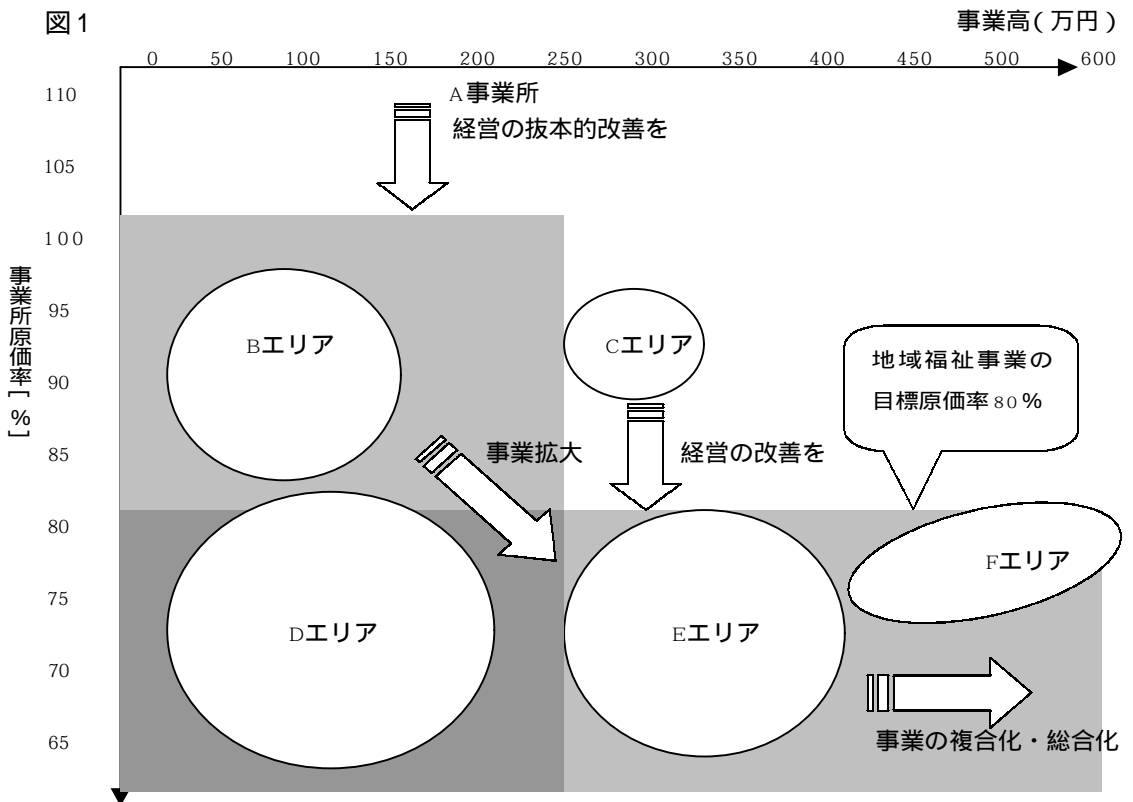 図1
事業高(万円)
0 50 100 150 200 250 300 350 400 450 500 600
110
A事業所
経営の抜本的改善を
105
100
事業所原価率[%]
95
Bエリア
Cエリア
地域福祉事業の
目標原価率80%
90
85
事業拡大
経営の改善を
80
Fエリア
75
Dエリア
Eエリア
70
65
事業の複合化・総合化